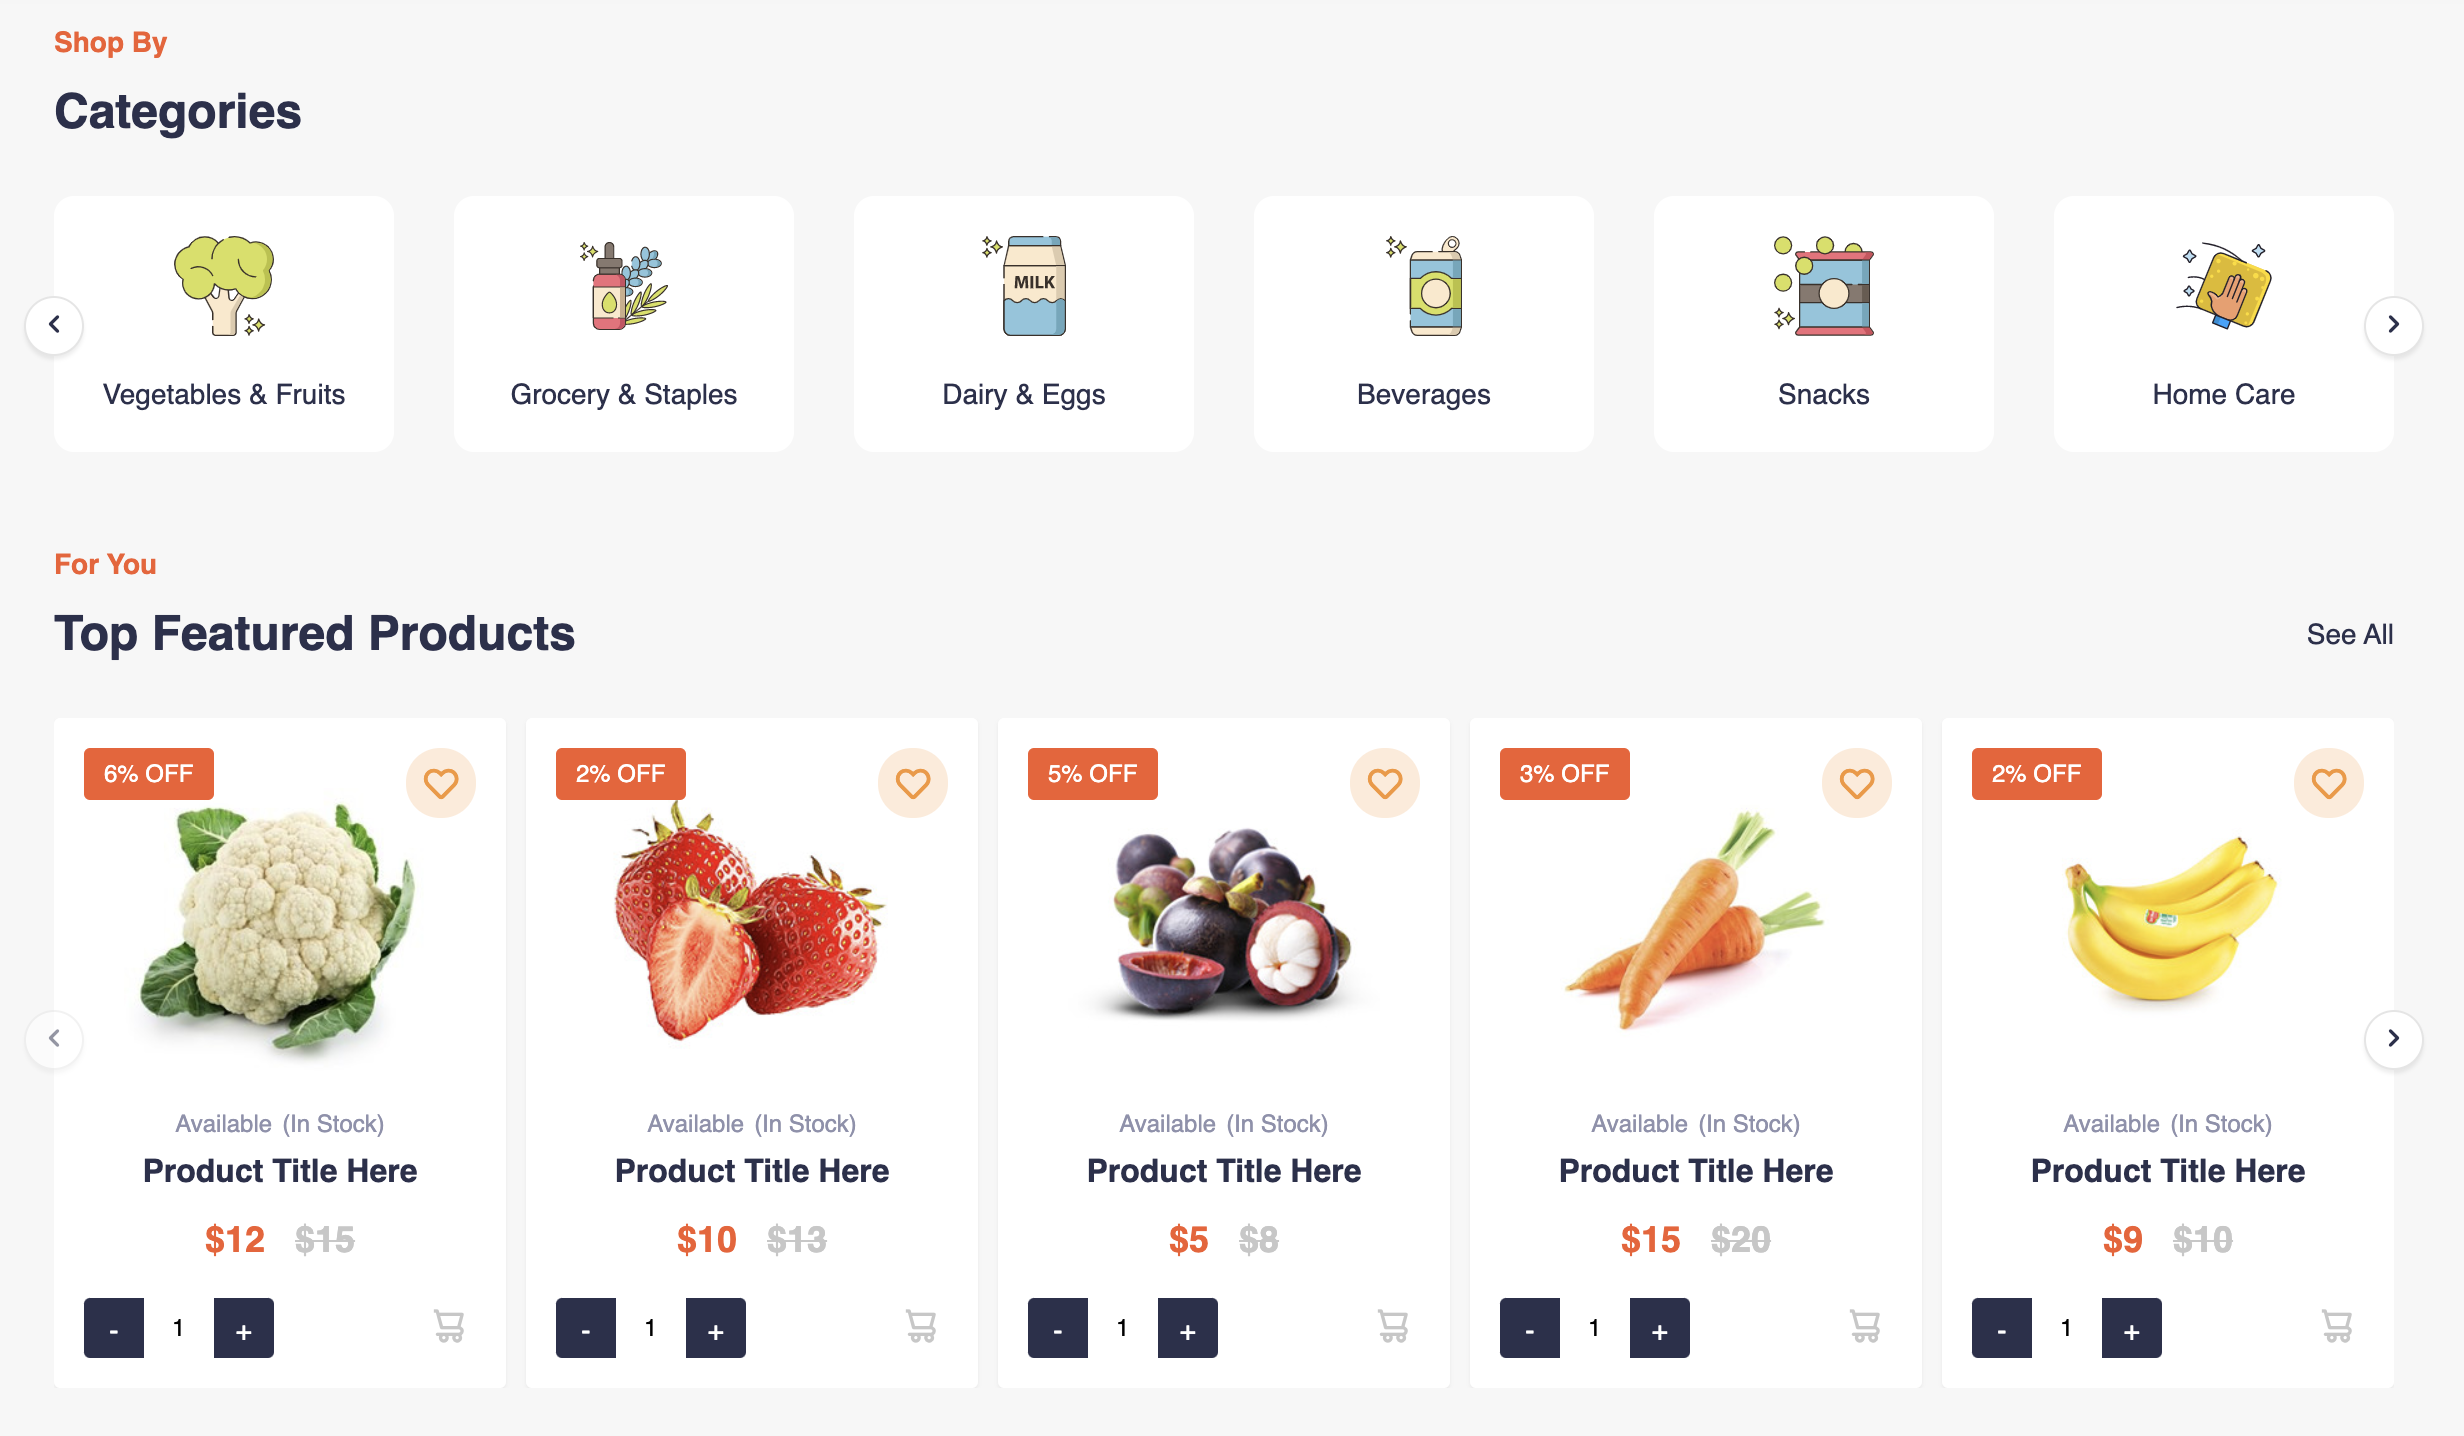 Shop By
Categories
MILK
Vegetables & Fruits
Grocery & Staples
Dairy & Eggs
Beverages
Snacks
Home Care
For You
Top Featured Products
See All
6% OFF
2% OFF
5% OFF
3% OFF
2% OFF
Available (In Stock)
Available (In Stock)
Available (In Stock)
Available (In Stock)
Available (In Stock)
Product Title Here
Product Title Here
Product Title Here
Product Title Here
Product Title Here
$12 $15
$10 $13
$5 $8
$15 $20
$9 $10
- 1 +
- 1 +
- 1 +
- 1 +
- 1 +